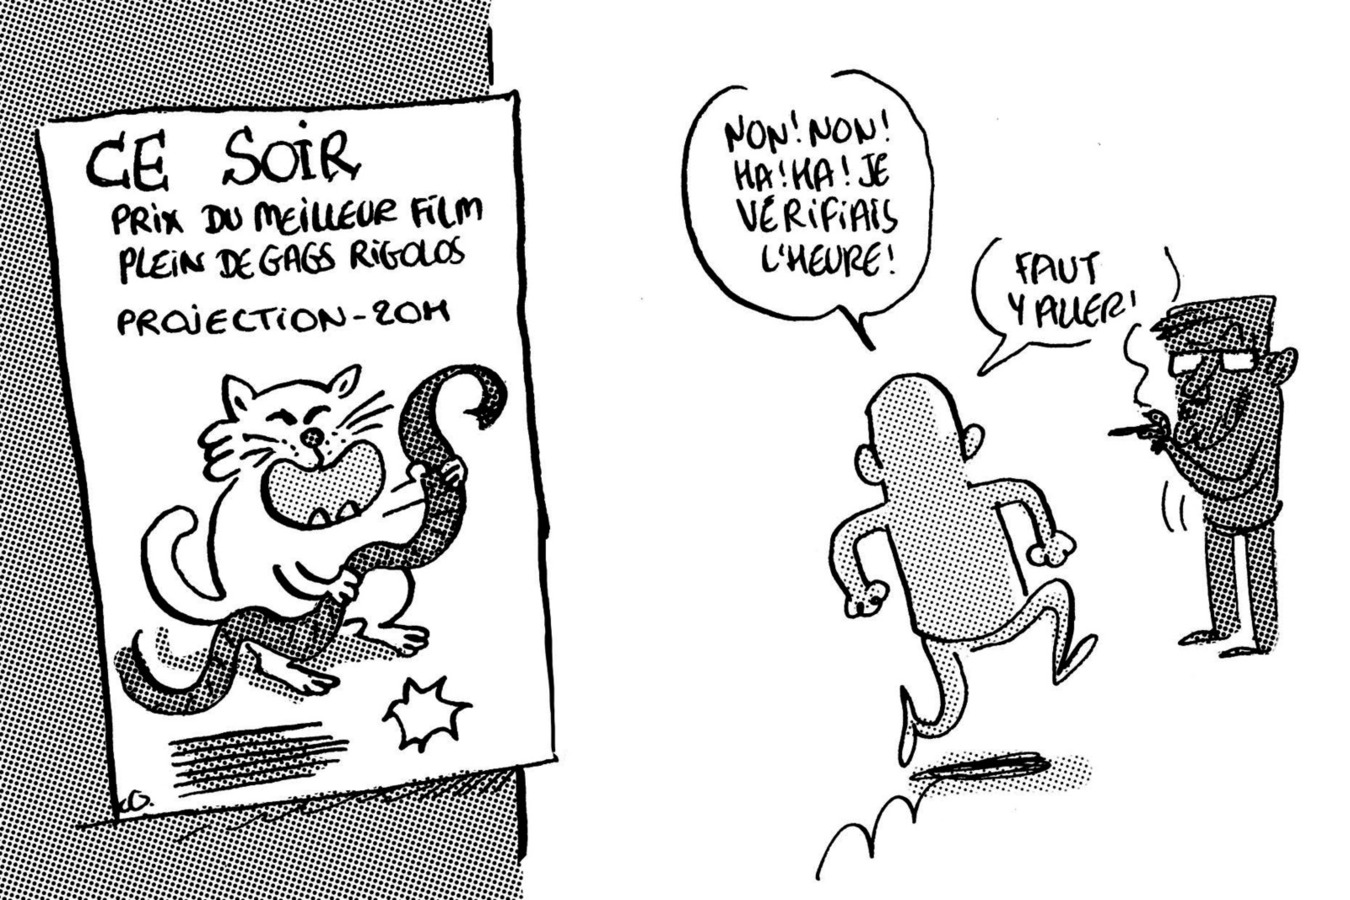 CE SOIR
PRIX DU MEILLEUR FILM
PLEIN DE GAGS RIGOLOS
PROJECTION - 20H
NON! NON!
HA! HA! JE
VÉRIFIAIS
L'HEURE!
FAUT
Y ALLER!